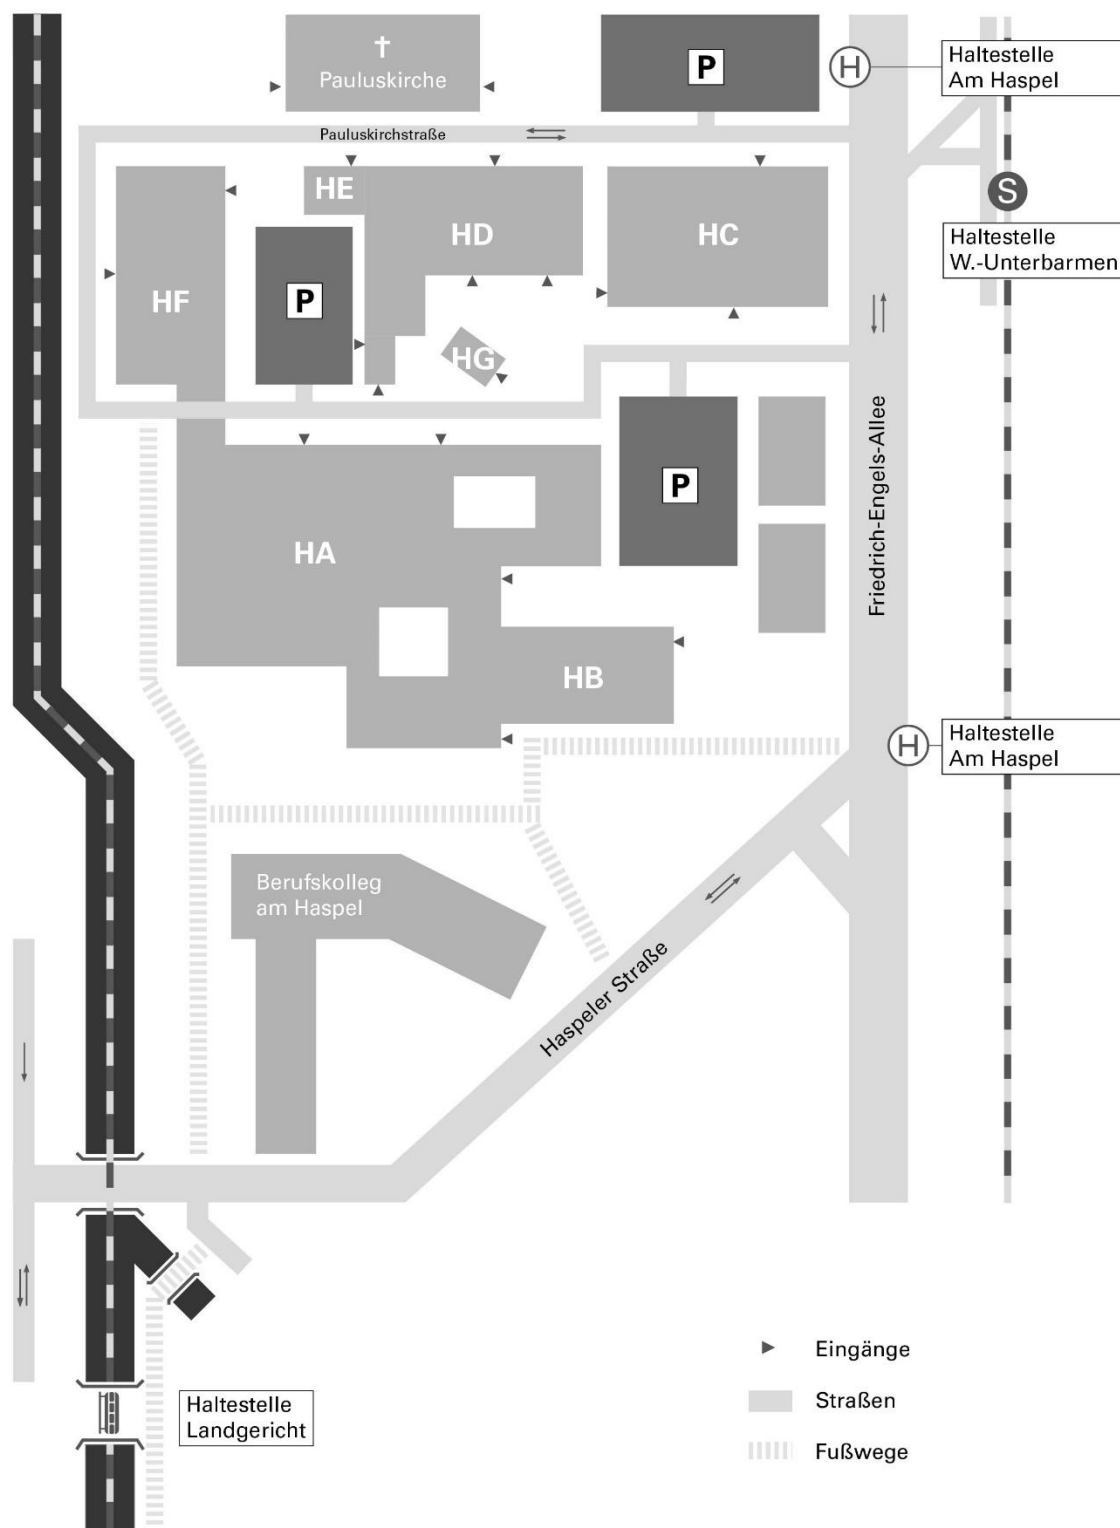 Pauluskirche
P
H
Haltestelle
Am Haspel
Pauluskirchstraße
HE
HD
HC
S
Haltestelle
W.-Unterbarmen
HF
P
HG
Friedrich-Engels-Allee
P
HA
HB
H
Haltestelle
Am Haspel
Berufskolleg
am Haspel
Haspeler Straße
Haltestelle
Landgericht
Eingänge
Straßen
Fußwege